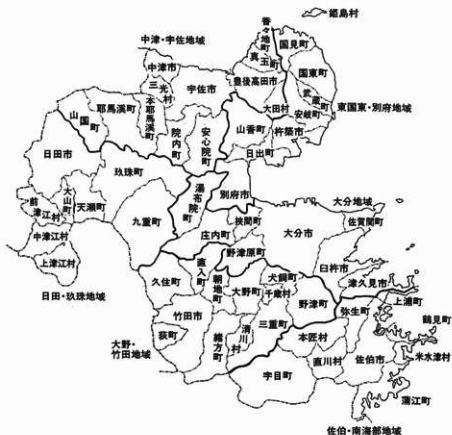 姫島村
香々地町
国見町
真玉町
国東町
中津・宇佐地域
中津市
豊後高田市
武蔵町
三光村
宇佐市
大田村
安岐町
東国東・別府地域
耶馬溪町
本耶馬溪町
山国町
院内町
安心院町
山香町
杵築市
日出町
日田市
玖珠町
湯布院町
別府市
大分地域
前津江村
大山町
天瀬町
九重町
挾間町
大分市
佐賀関町
庄内町
中津江村
野津原町
臼杵市
上津江村
久住町
直入町
朝地町
犬飼町
津久見市
大野町
千歳村
上浦町
日田・玖珠地域
野津町
弥生町
鶴見町
竹田市
清川村
三重町
荻町
緒方町
本匠村
米水津村
大野・
竹田地域
直川村
佐伯市
宇目町
蒲江町
佐伯・南海部地域